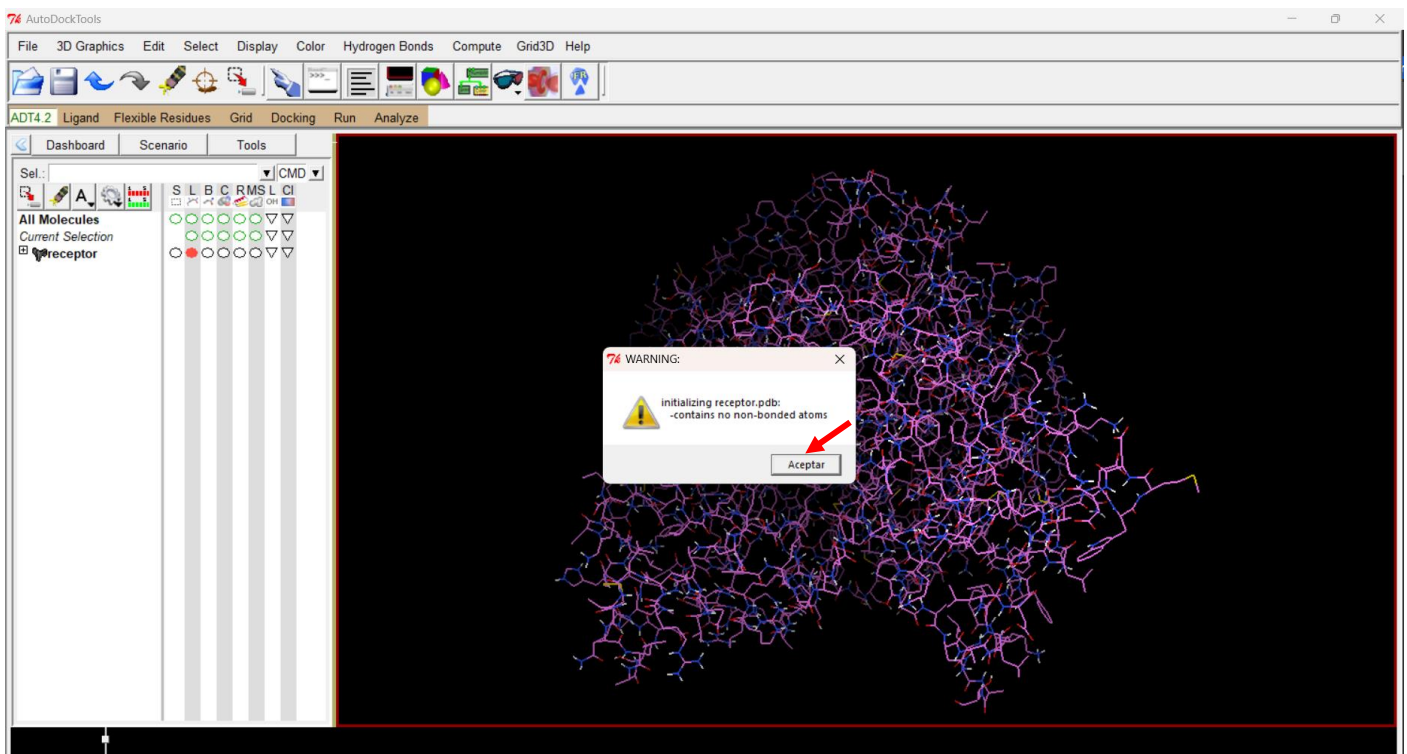 AutoDockTools
File 3D Graphics Edit Select Display Color Hydrogen Bonds Compute Grid3D Help
ADT4.2 Ligand Flexible Residues Grid Docking Run Analyze
Dashboard Scenario Tools
Sel.: CMD
A S L B C R MS L Cl
OH
All Molecules
Current Selection
receptor
WARNING:
initializing receptor.pdb:
-contains no non-bonded atoms
Aceptar